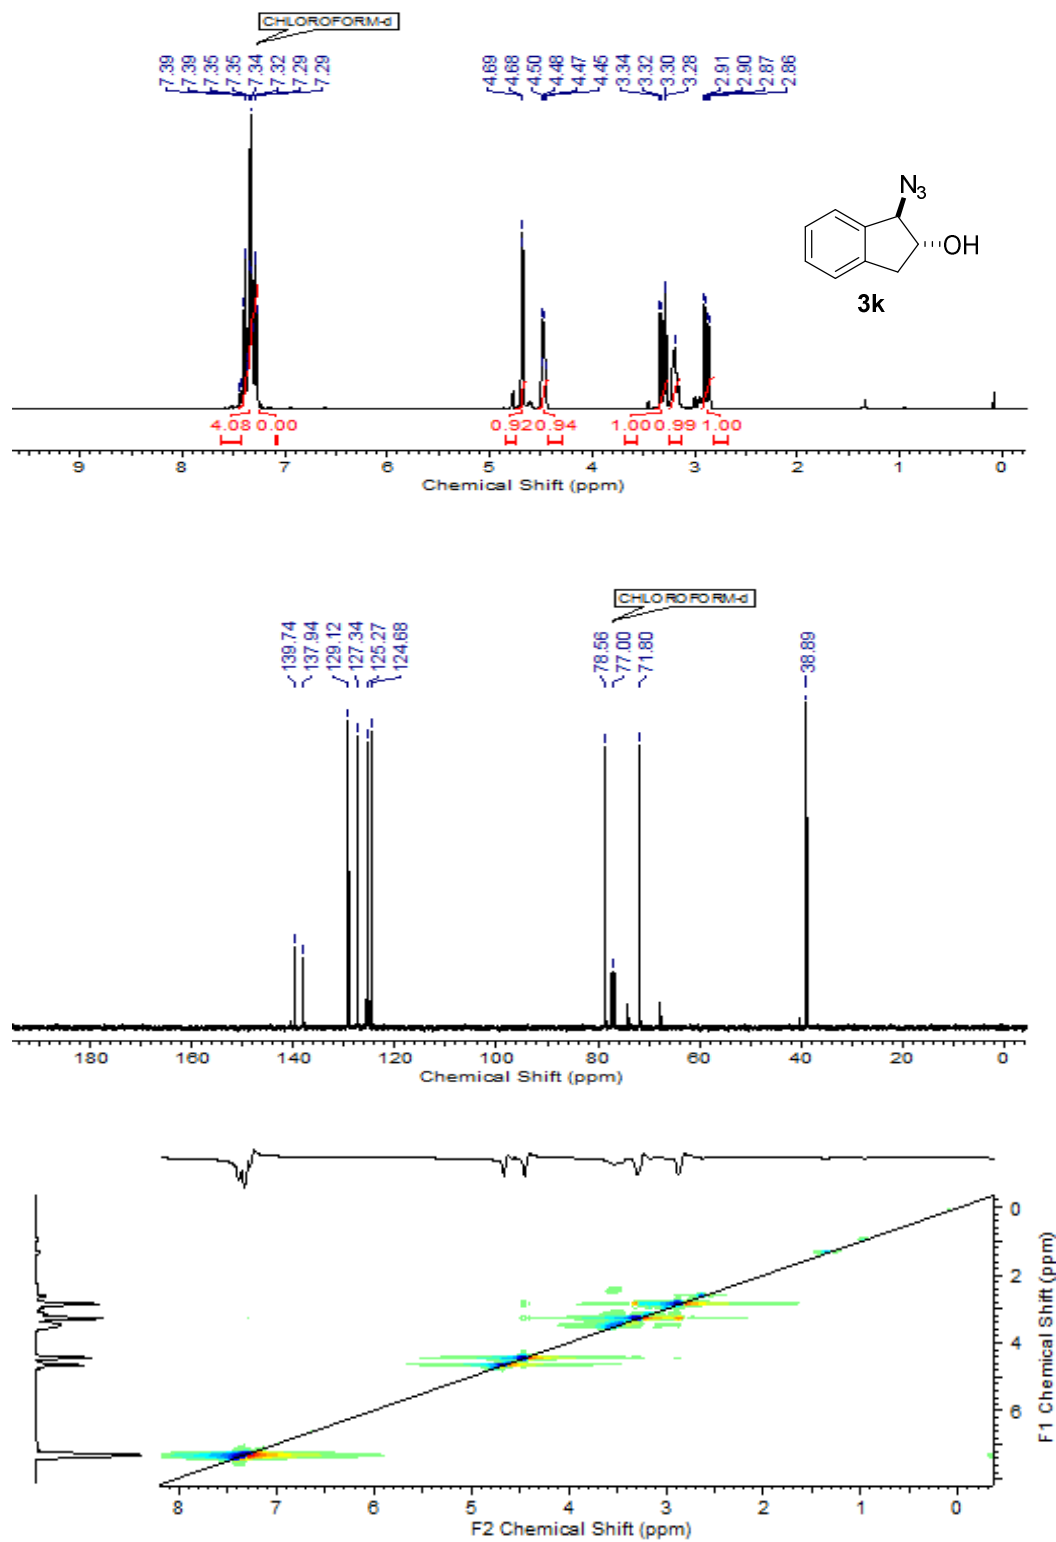 CHLOROFORM-d
7.39 7.39 7.35 7.35 7.34 7.32 7.29 7.29 4.69 4.68 4.50 4.48 4.47 4.45 3.34 3.32 3.30 3.28 2.91 2.90 2.87 2.86
N3
OH
3k
4.08 0.00 0.92 0.94 1.00 0.99 1.00
9 8 7 6 5 4 3 2 1 0
Chemical Shift (ppm)
CHLOROFORM-d
139.74 137.94 129.12 127.34 125.27 124.68 78.56 77.00 71.80 38.89
180 160 140 120 100 80 60 40 20 0
Chemical Shift (ppm)
0
2
4
6
F1 Chemical Shift (ppm)
8 7 6 5 4 3 2 1 0
F2 Chemical Shift (ppm)